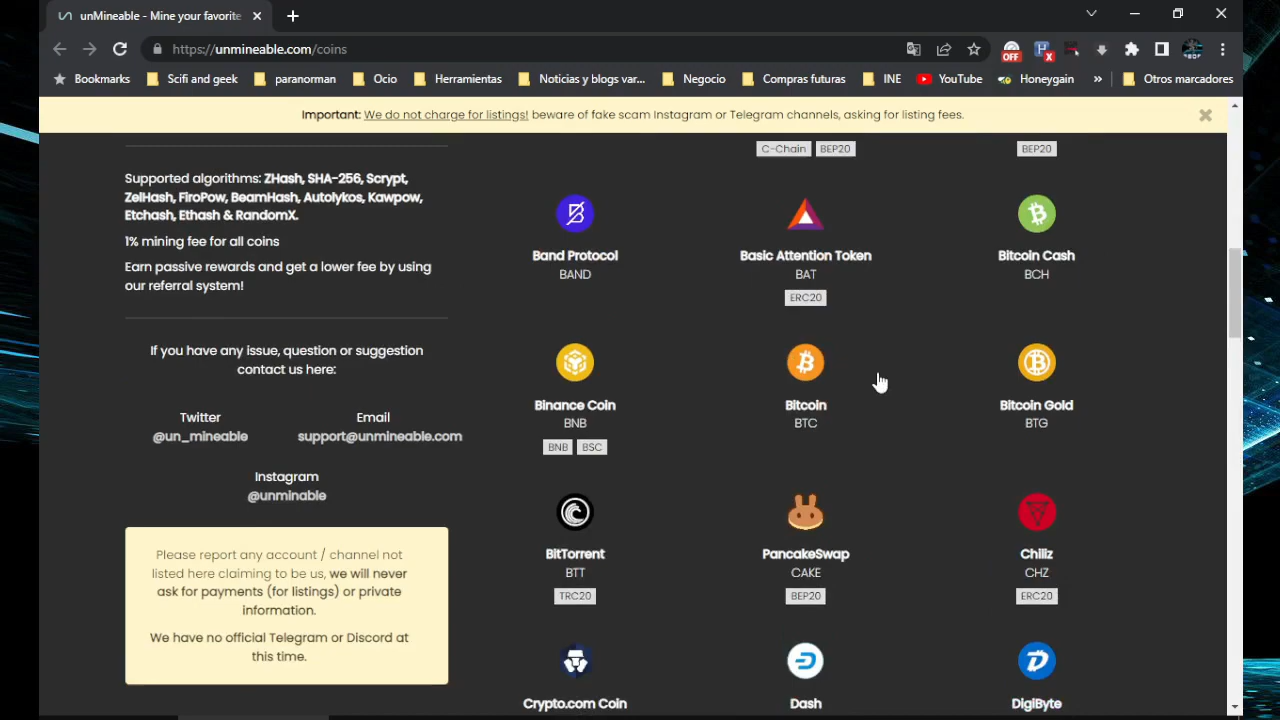 unMineable - Mine your favorite
https://unmineable.com/coins
OFF
Bookmarks
Scifi and geek
paranorman
Ocio
Herramientas
Noticias y blogs var...
Negocio
Compras futuras
INE
YouTube
Honeygain
»
Otros marcadores
Important: We do not charge for listings! beware of fake scam Instagram or Telegram channels, asking for listing fees.
Supported algorithms: ZHash, SHA-256, Scrypt,
ZelHash, FiroPow, BeamHash, Autolykos, Kawpow,
Etchash, Ethash & RandomX.
1% mining fee for all coins
Earn passive rewards and get a lower fee by using
our referral system!
If you have any issue, question or suggestion
contact us here:
Twitter
@un_mineable
Email
support@unmineable.com
Instagram
@unminable
Please report any account / channel not
listed here claiming to be us, we will never
ask for payments (for listings) or private
information.
We have no official Telegram or Discord at
this time.
C-Chain BEP20
BEP20
Band Protocol
BAND
Basic Attention Token
BAT
ERC20
Bitcoin Cash
BCH
Binance Coin
BNB
BNB BSC
Bitcoin
BTC
Bitcoin Gold
BTG
BitTorrent
BTT
TRC20
PancakeSwap
CAKE
BEP20
Chiliz
CHZ
ERC20
Crypto.com Coin
Dash
DigiByte